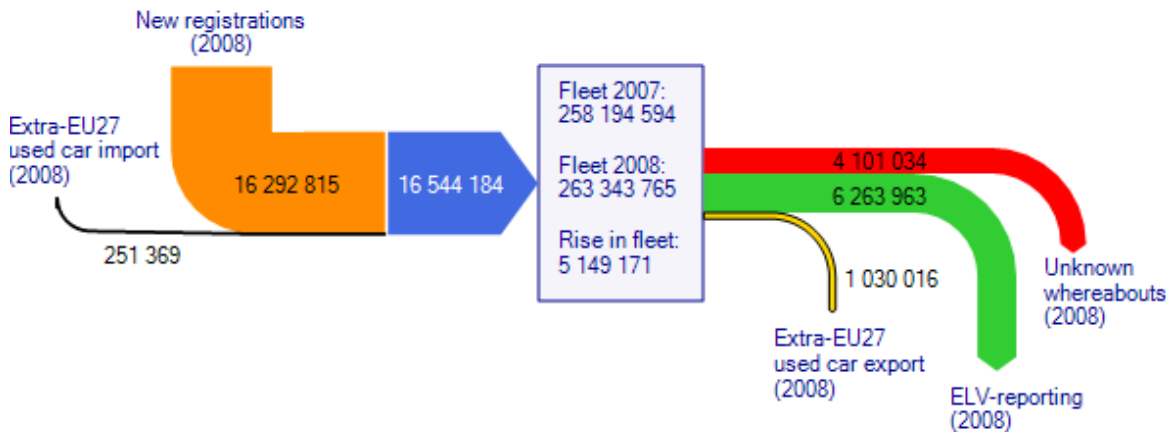 New registrations
(2008)
Extra-EU27
used car import
(2008)
251 369
16 292 815
16 544 184
Fleet 2007:
258 194 594
Fleet 2008:
263 343 765
Rise in fleet:
5 149 171
4 101 034
6 263 963
1 030 016
Extra-EU27
used car export
(2008)
Unknown
whereabouts
(2008)
ELV-reporting
(2008)